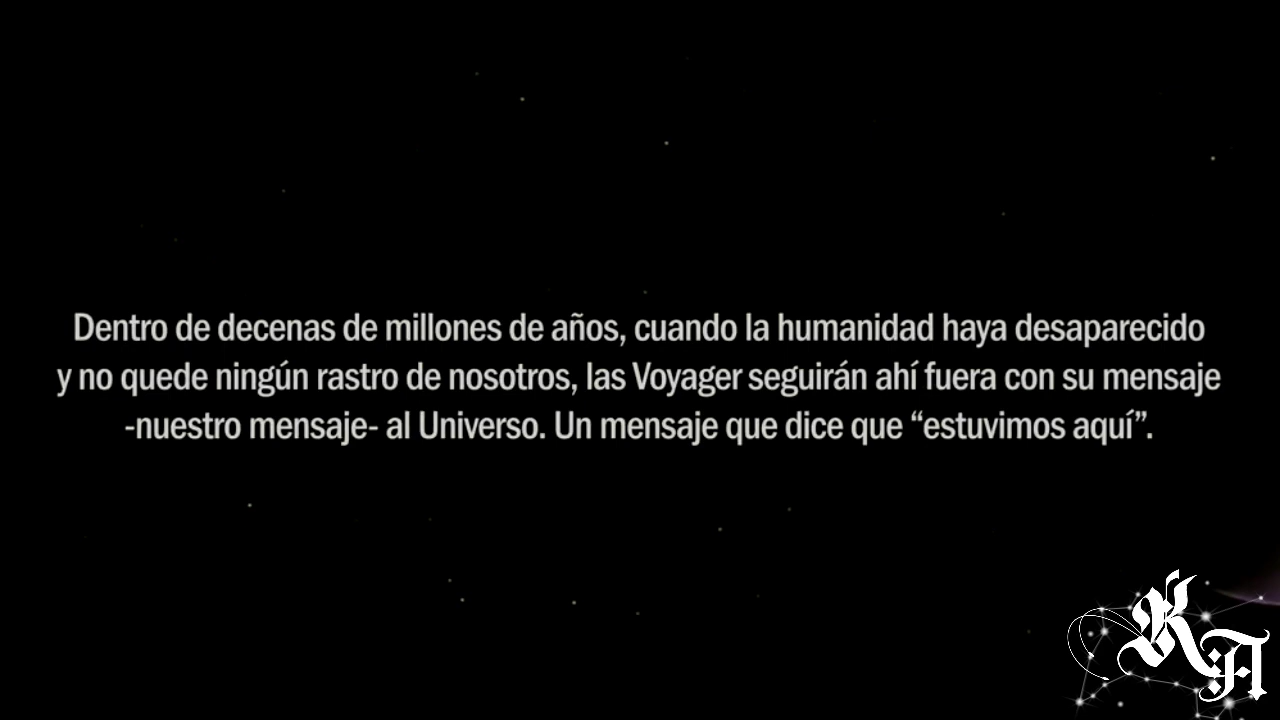 Dentro de decenas de millones de años, cuando la humanidad haya desaparecido
y no quede ningún rastro de nosotros, las Voyager seguirán ahí fuera con su mensaje
-nuestro mensaje- al Universo. Un mensaje que dice que “estuvimos aquí”.
KA